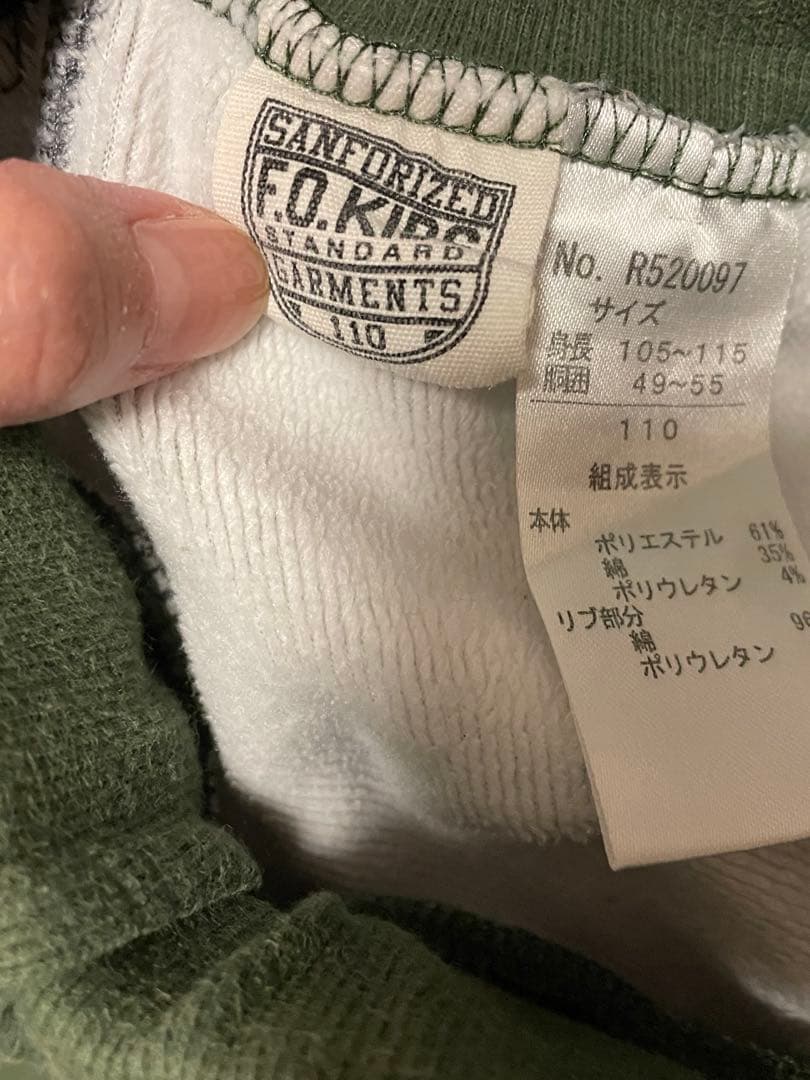 SANFORIZED
F.O.KIDS
STANDARD
GARMENTS
110
No. R520097
サイズ
身長 105~115
胴囲 49~55
110
組成表示
本体
ポリエステル 61%
綿 35%
ポリウレタン 4%
リブ部分
綿 96
ポリウレタン